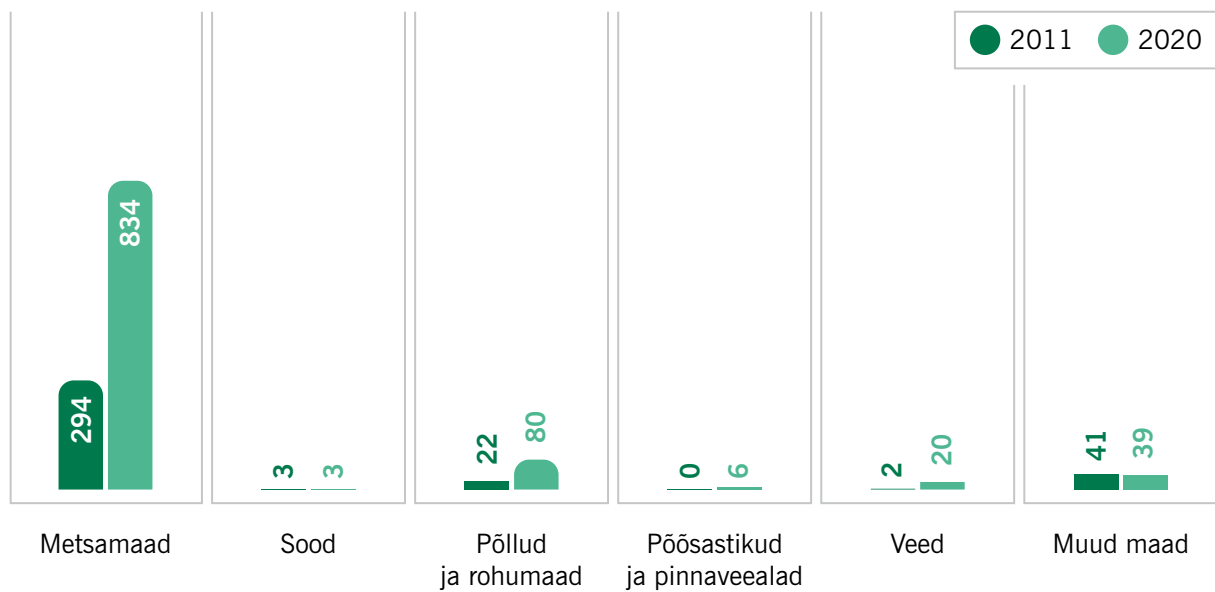 2011 2020
294 834
3 3
22 80
0 6
2 20
41 39
Metsamaad
Sood
Põllud
ja rohumaad
Põõsastikud
ja pinnaveealad
Veed
Muud maad